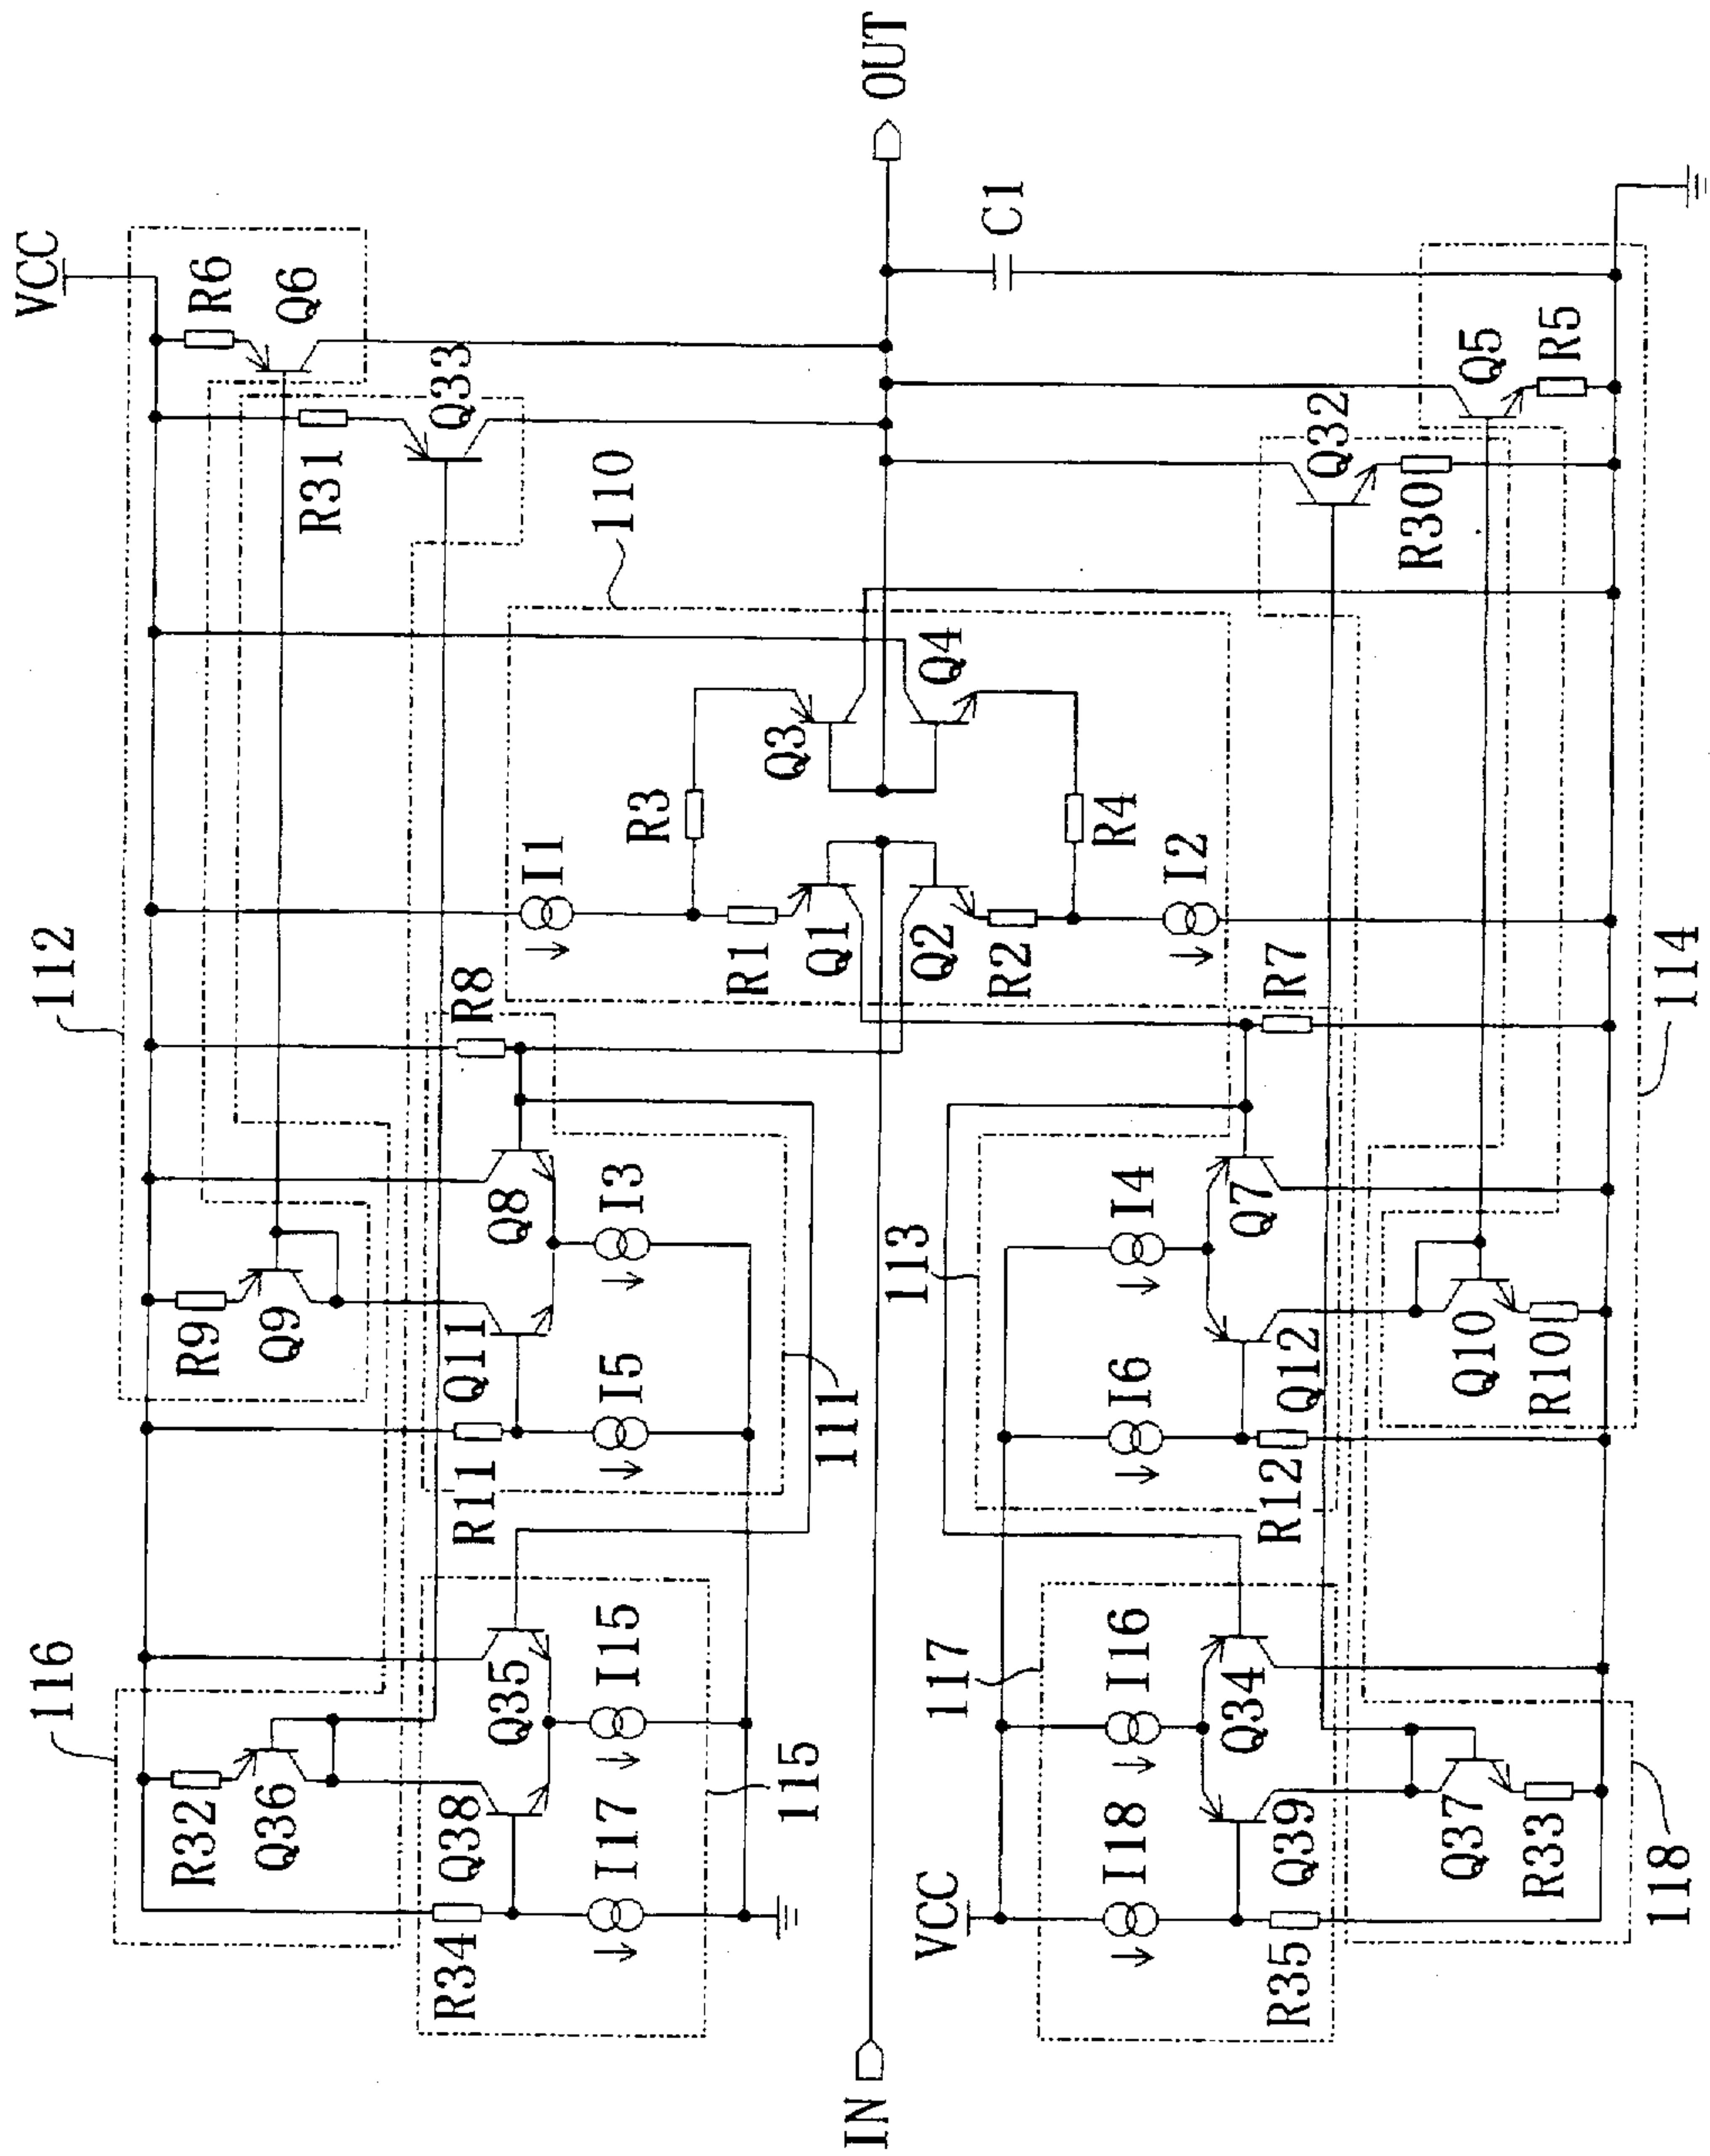 VCC
OUT
R6
Q6
C1
Q33
R31
Q5
R5
Q32
R30
110
Q4
Q3
R3
R4
I1
I2
R1
Q1
Q2
R2
R7
R8
112
114
Q8
I3
I4
Q7
113
R9
Q9
Q11
I5
I6
Q12
Q10
R10
111
R11
R12
116
Q35
I15
117
I16
Q34
115
R32
Q36
Q38
I17
I18
Q39
Q37
R33
118
R34
VCC
R35
IN